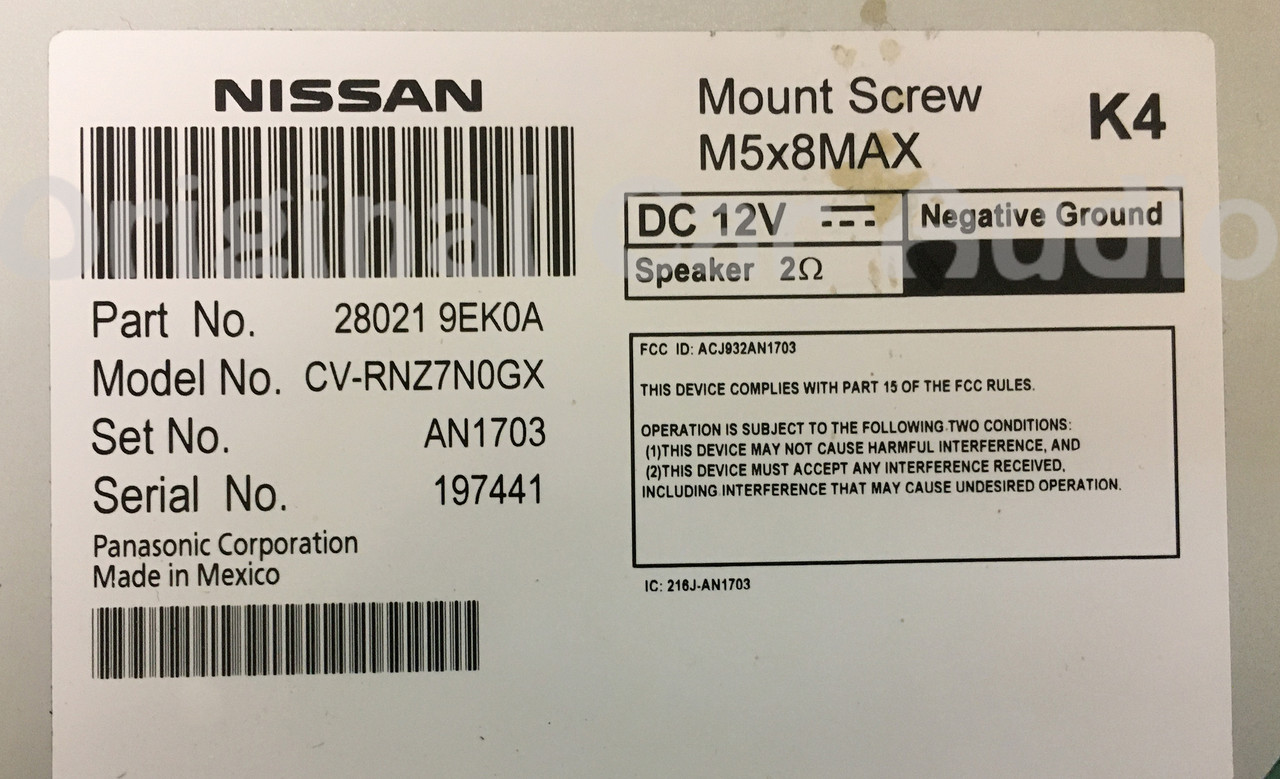 NISSAN
Part No. 28021 9EK0A
Model No. CV-RNZ7N0GX
Set No. AN1703
Serial No. 197441
Panasonic Corporation
Made in Mexico
Mount Screw
M5x8MAX
K4
DC 12V
Negative Ground
Speaker 2Ω
FCC ID: ACJ932AN1703
THIS DEVICE COMPLIES WITH PART 15 OF THE FCC RULES.
OPERATION IS SUBJECT TO THE FOLLOWING TWO CONDITIONS:
(1)THIS DEVICE MAY NOT CAUSE HARMFUL INTERFERENCE, AND
(2)THIS DEVICE MUST ACCEPT ANY INTERFERENCE RECEIVED,
INCLUDING INTERFERENCE THAT MAY CAUSE UNDESIRED OPERATION.
IC: 216J-AN1703
Original Car Audio